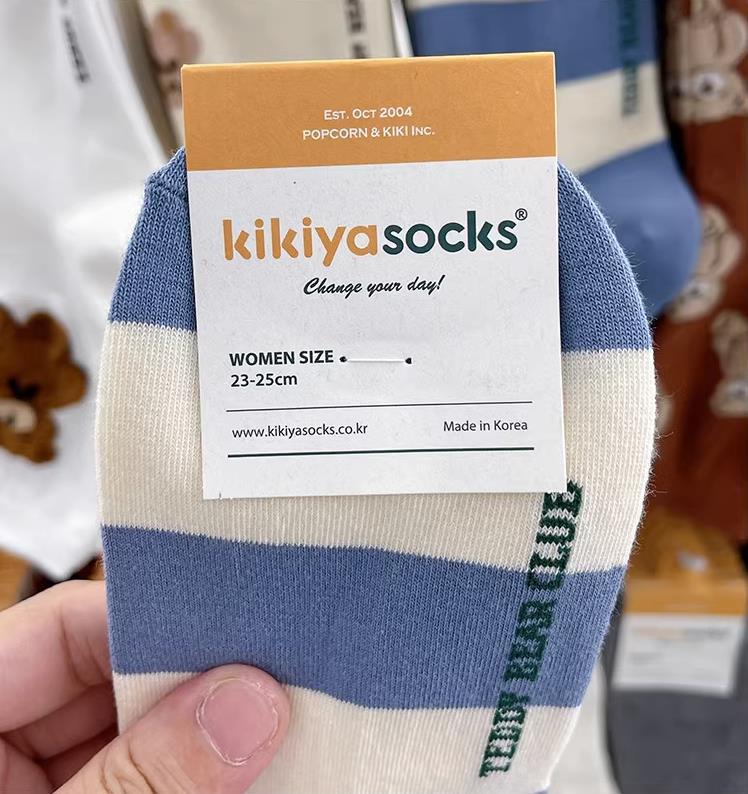 EST. OCT 2004
POPCORN & KIKI INC.
kikiyasocks®
Change your day!
WOMEN SIZE
23-25cm
www.kikiyasocks.co.kr
Made in Korea
TEDDY BEAR CLUB